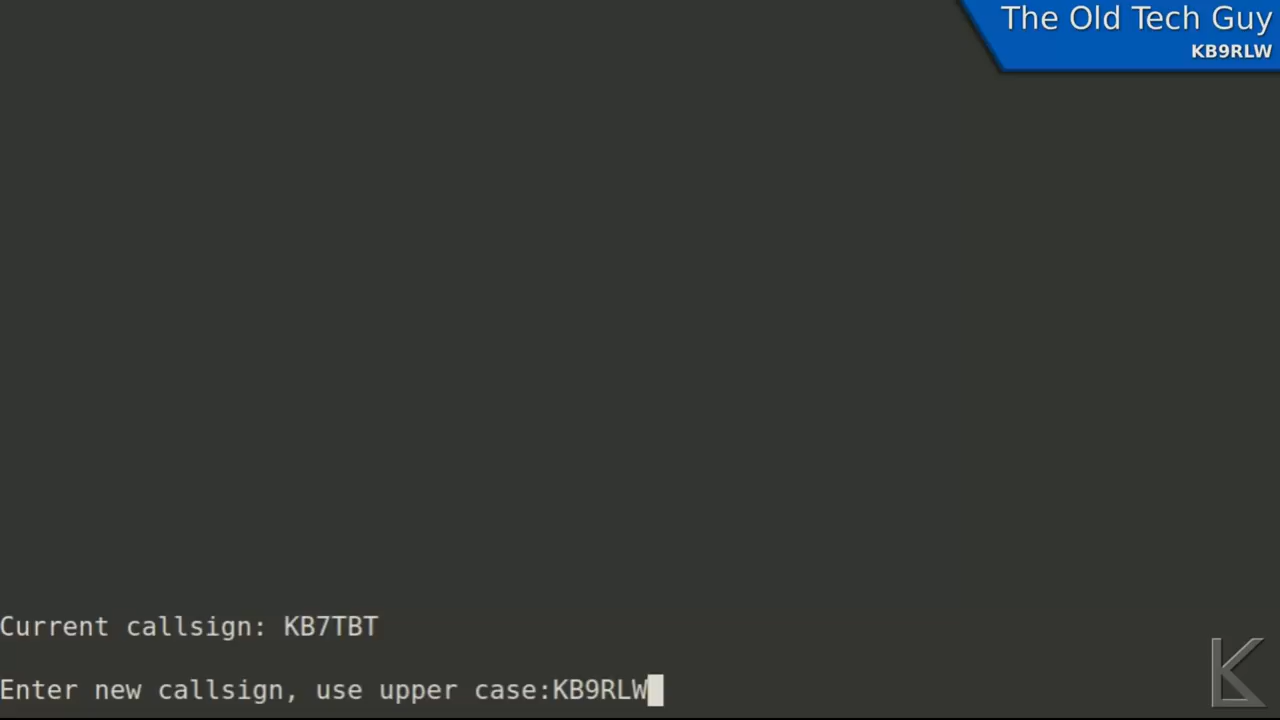 The Old Tech Guy
KB9RLW
Current callsign: KB7TBT
Enter new callsign, use upper case:KB9RLW
K